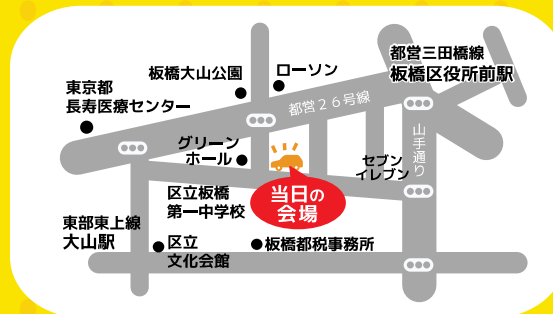 板橋大山公園
ローソン
都営三田橋線
板橋区役所前駅
東京都
長寿医療センター
都営２６号線
グリーン
ホール
山手通り
セブン
イレブン
区立板橋
第一中学校
当日の
会場
東部東上線
大山駅
区立
文化会館
板橋都税事務所